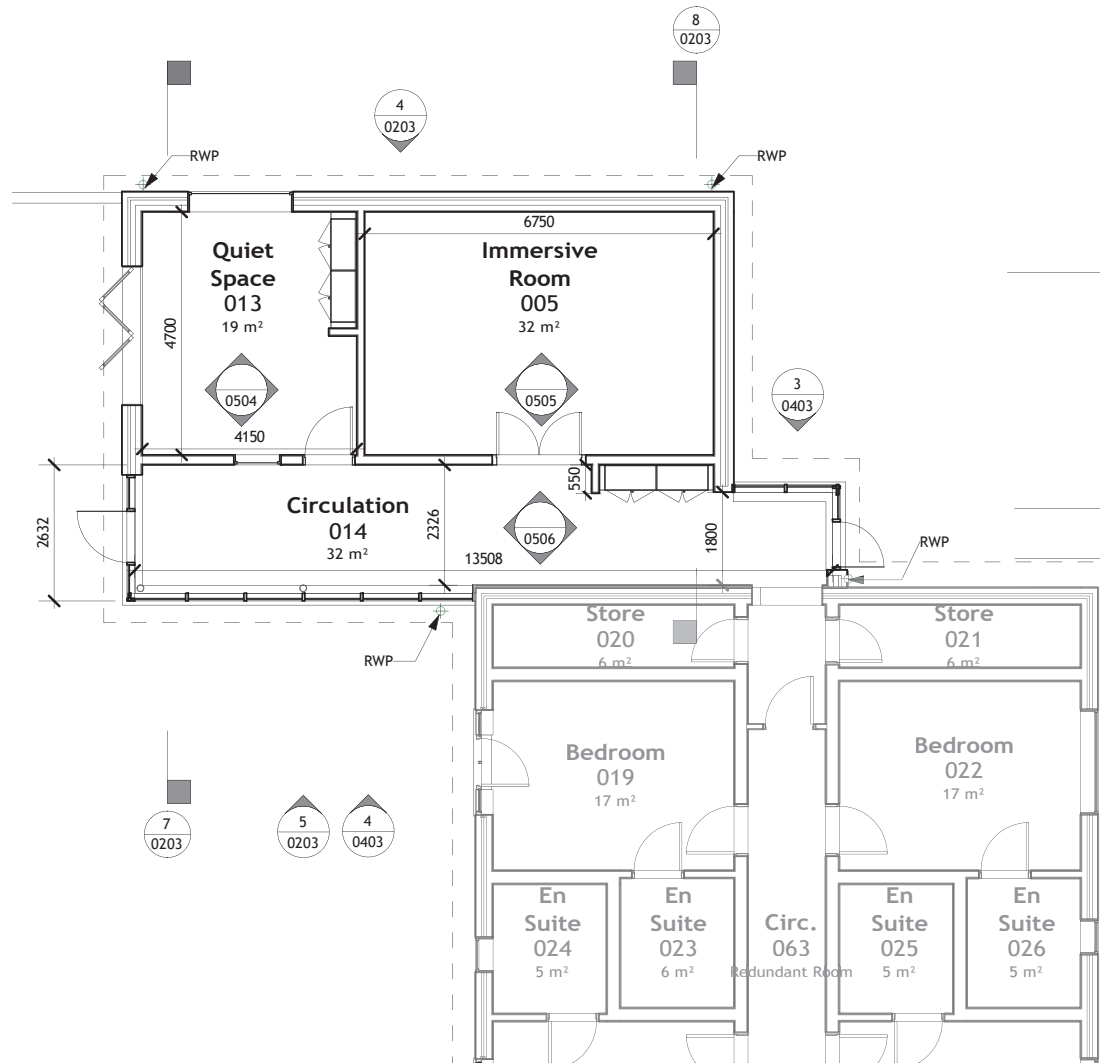 8
0203
4
0203
RWP
RWP
6750
Quiet
Space
013
19 m²
Immersive
Room
005
32 m²
4700
0504
0505
3
0403
4150
550
Circulation
014
32 m²
2632
2326
0506
1800
13508
RWP
RWP
Store
020
6 m²
Store
021
6 m²
Bedroom
019
17 m²
Bedroom
022
17 m²
7
0203
5
0203
4
0403
En
Suite
024
5 m²
En
Suite
023
6 m²
Circ.
063
Redundant Room
En
Suite
025
5 m²
En
Suite
026
5 m²